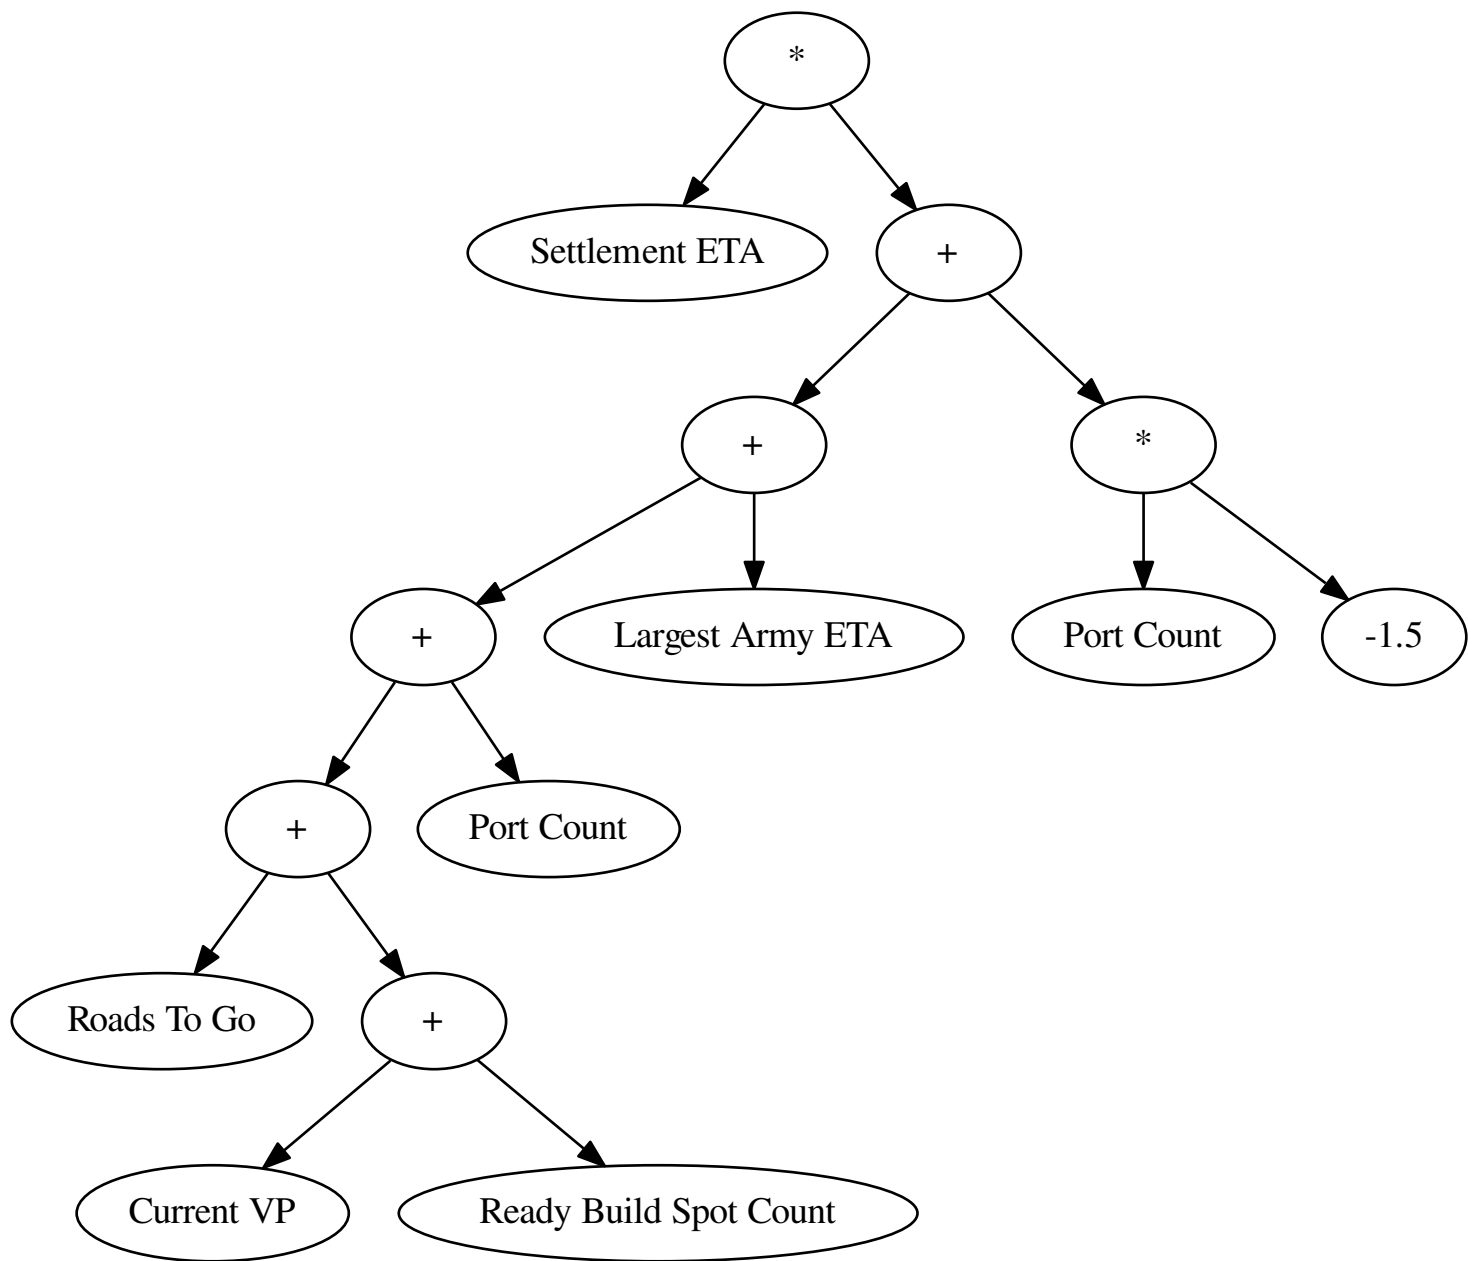 *
Settlement ETA
+
+
*
+
Largest Army ETA
Port Count
-1.5
+
Port Count
Roads To Go
+
Current VP
Ready Build Spot Count